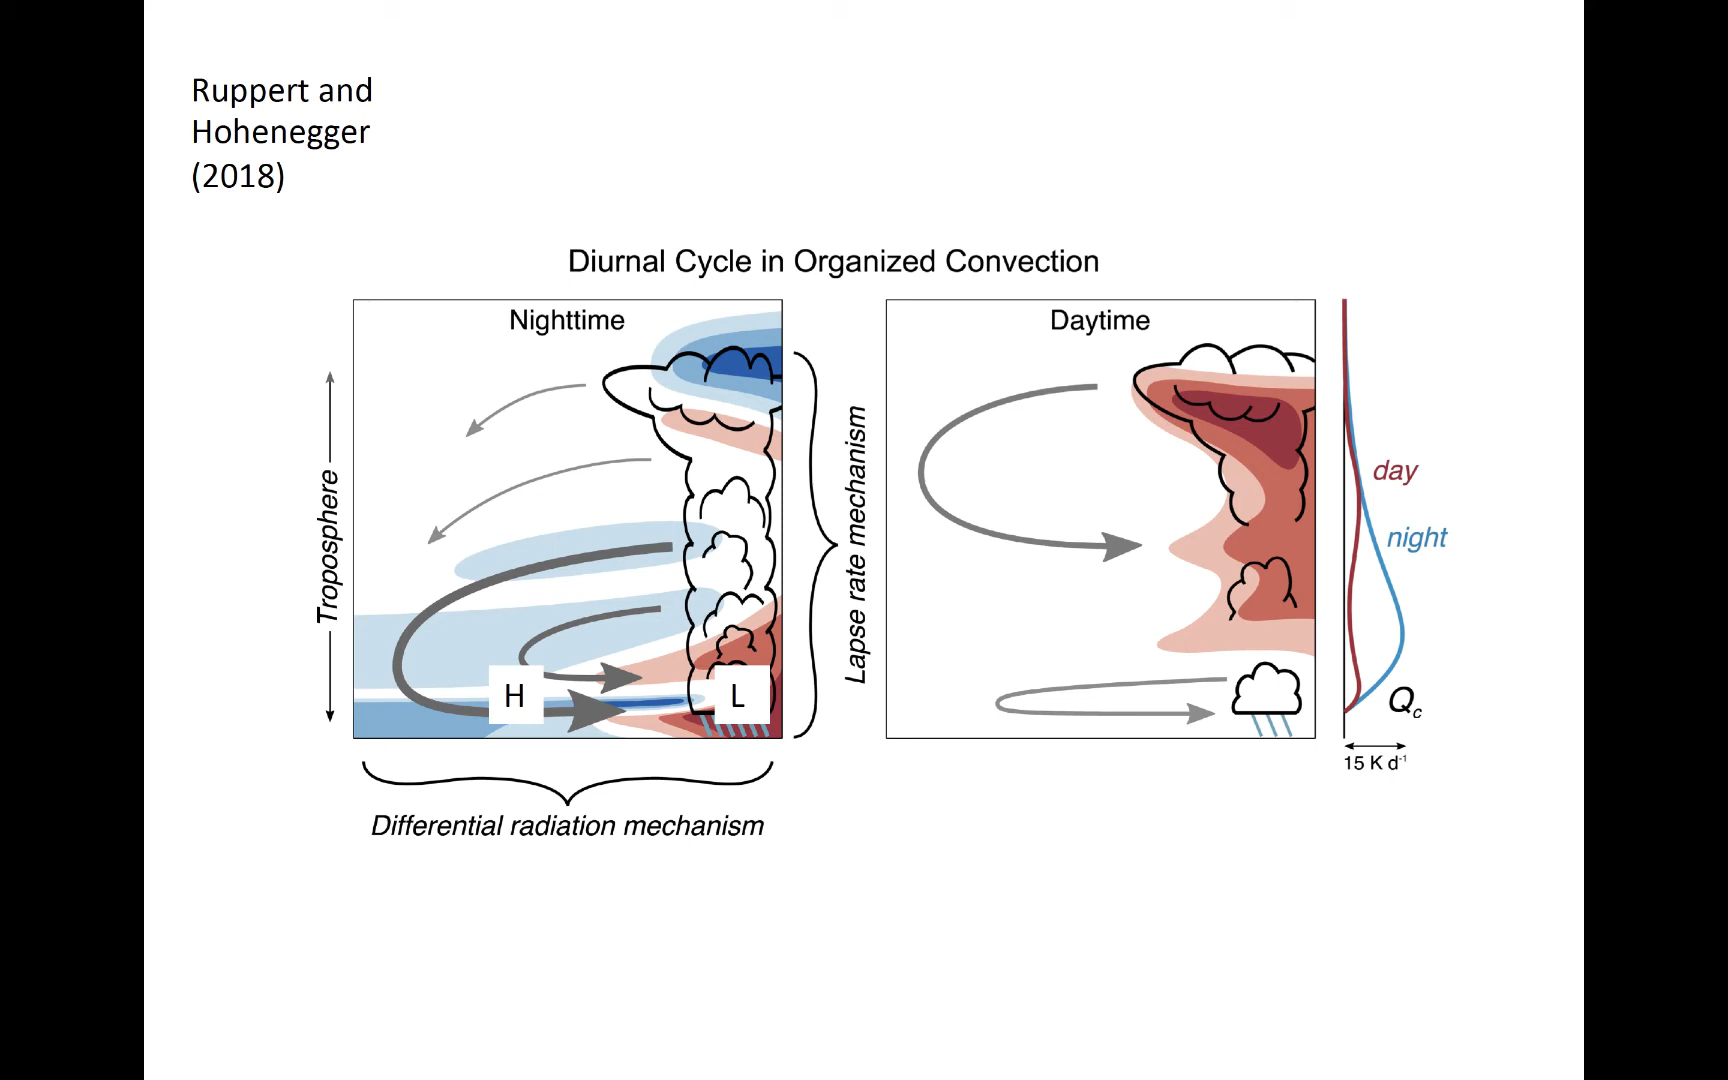 Ruppert and
Hohenegger
(2018)
Diurnal Cycle in Organized Convection
Nighttime
Daytime
Troposphere
Lapse rate mechanism
day
night
H
L
Qc
15 K d-1
Differential radiation mechanism